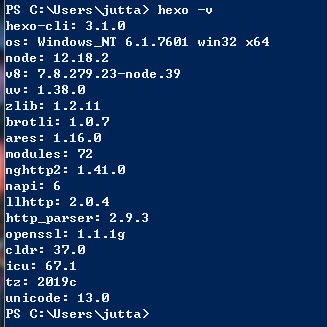 PS C:\Users\jutta> hexo -v
hexo-cli: 3.1.0
os: Windows_NT 6.1.7601 win32 x64
node: 12.18.2
v8: 7.8.279.23-node.39
uv: 1.38.0
zlib: 1.2.11
brotli: 1.0.7
ares: 1.16.0
modules: 72
nghttp2: 1.41.0
napi: 6
llhttp: 2.0.4
http_parser: 2.9.3
openssl: 1.1.1g
cldr: 37.0
icu: 67.1
tz: 2019c
unicode: 13.0
PS C:\Users\jutta>